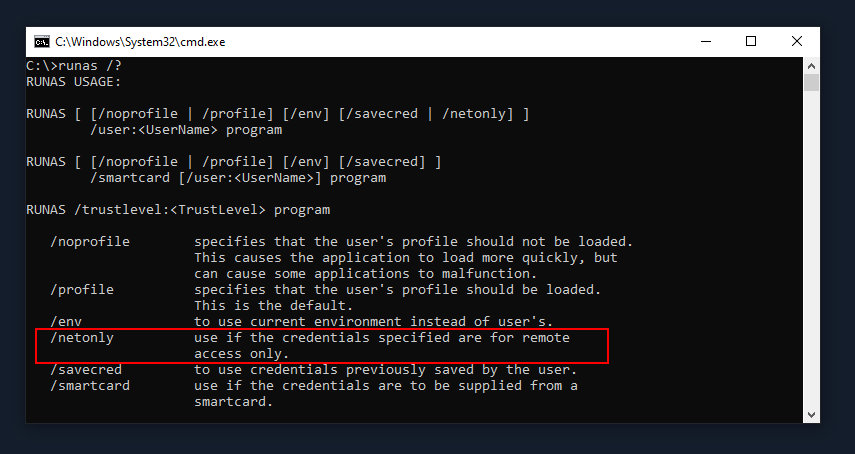 C:\Windows\System32\cmd.exe
C:\>runas /?
RUNAS USAGE:
RUNAS [ [/noprofile | /profile] [/env] [/savecred | /netonly] ]
/user:<UserName> program
RUNAS [ [/noprofile | /profile] [/env] [/savecred] ]
/smartcard [/user:<UserName>] program
RUNAS /trustlevel:<TrustLevel> program
/noprofile specifies that the user's profile should not be loaded.
This causes the application to load more quickly, but
can cause some applications to malfunction.
/profile specifies that the user's profile should be loaded.
This is the default.
/env to use current environment instead of user's.
/netonly use if the credentials specified are for remote
access only.
/savecred to use credentials previously saved by the user.
/smartcard use if the credentials are to be supplied from a
smartcard.